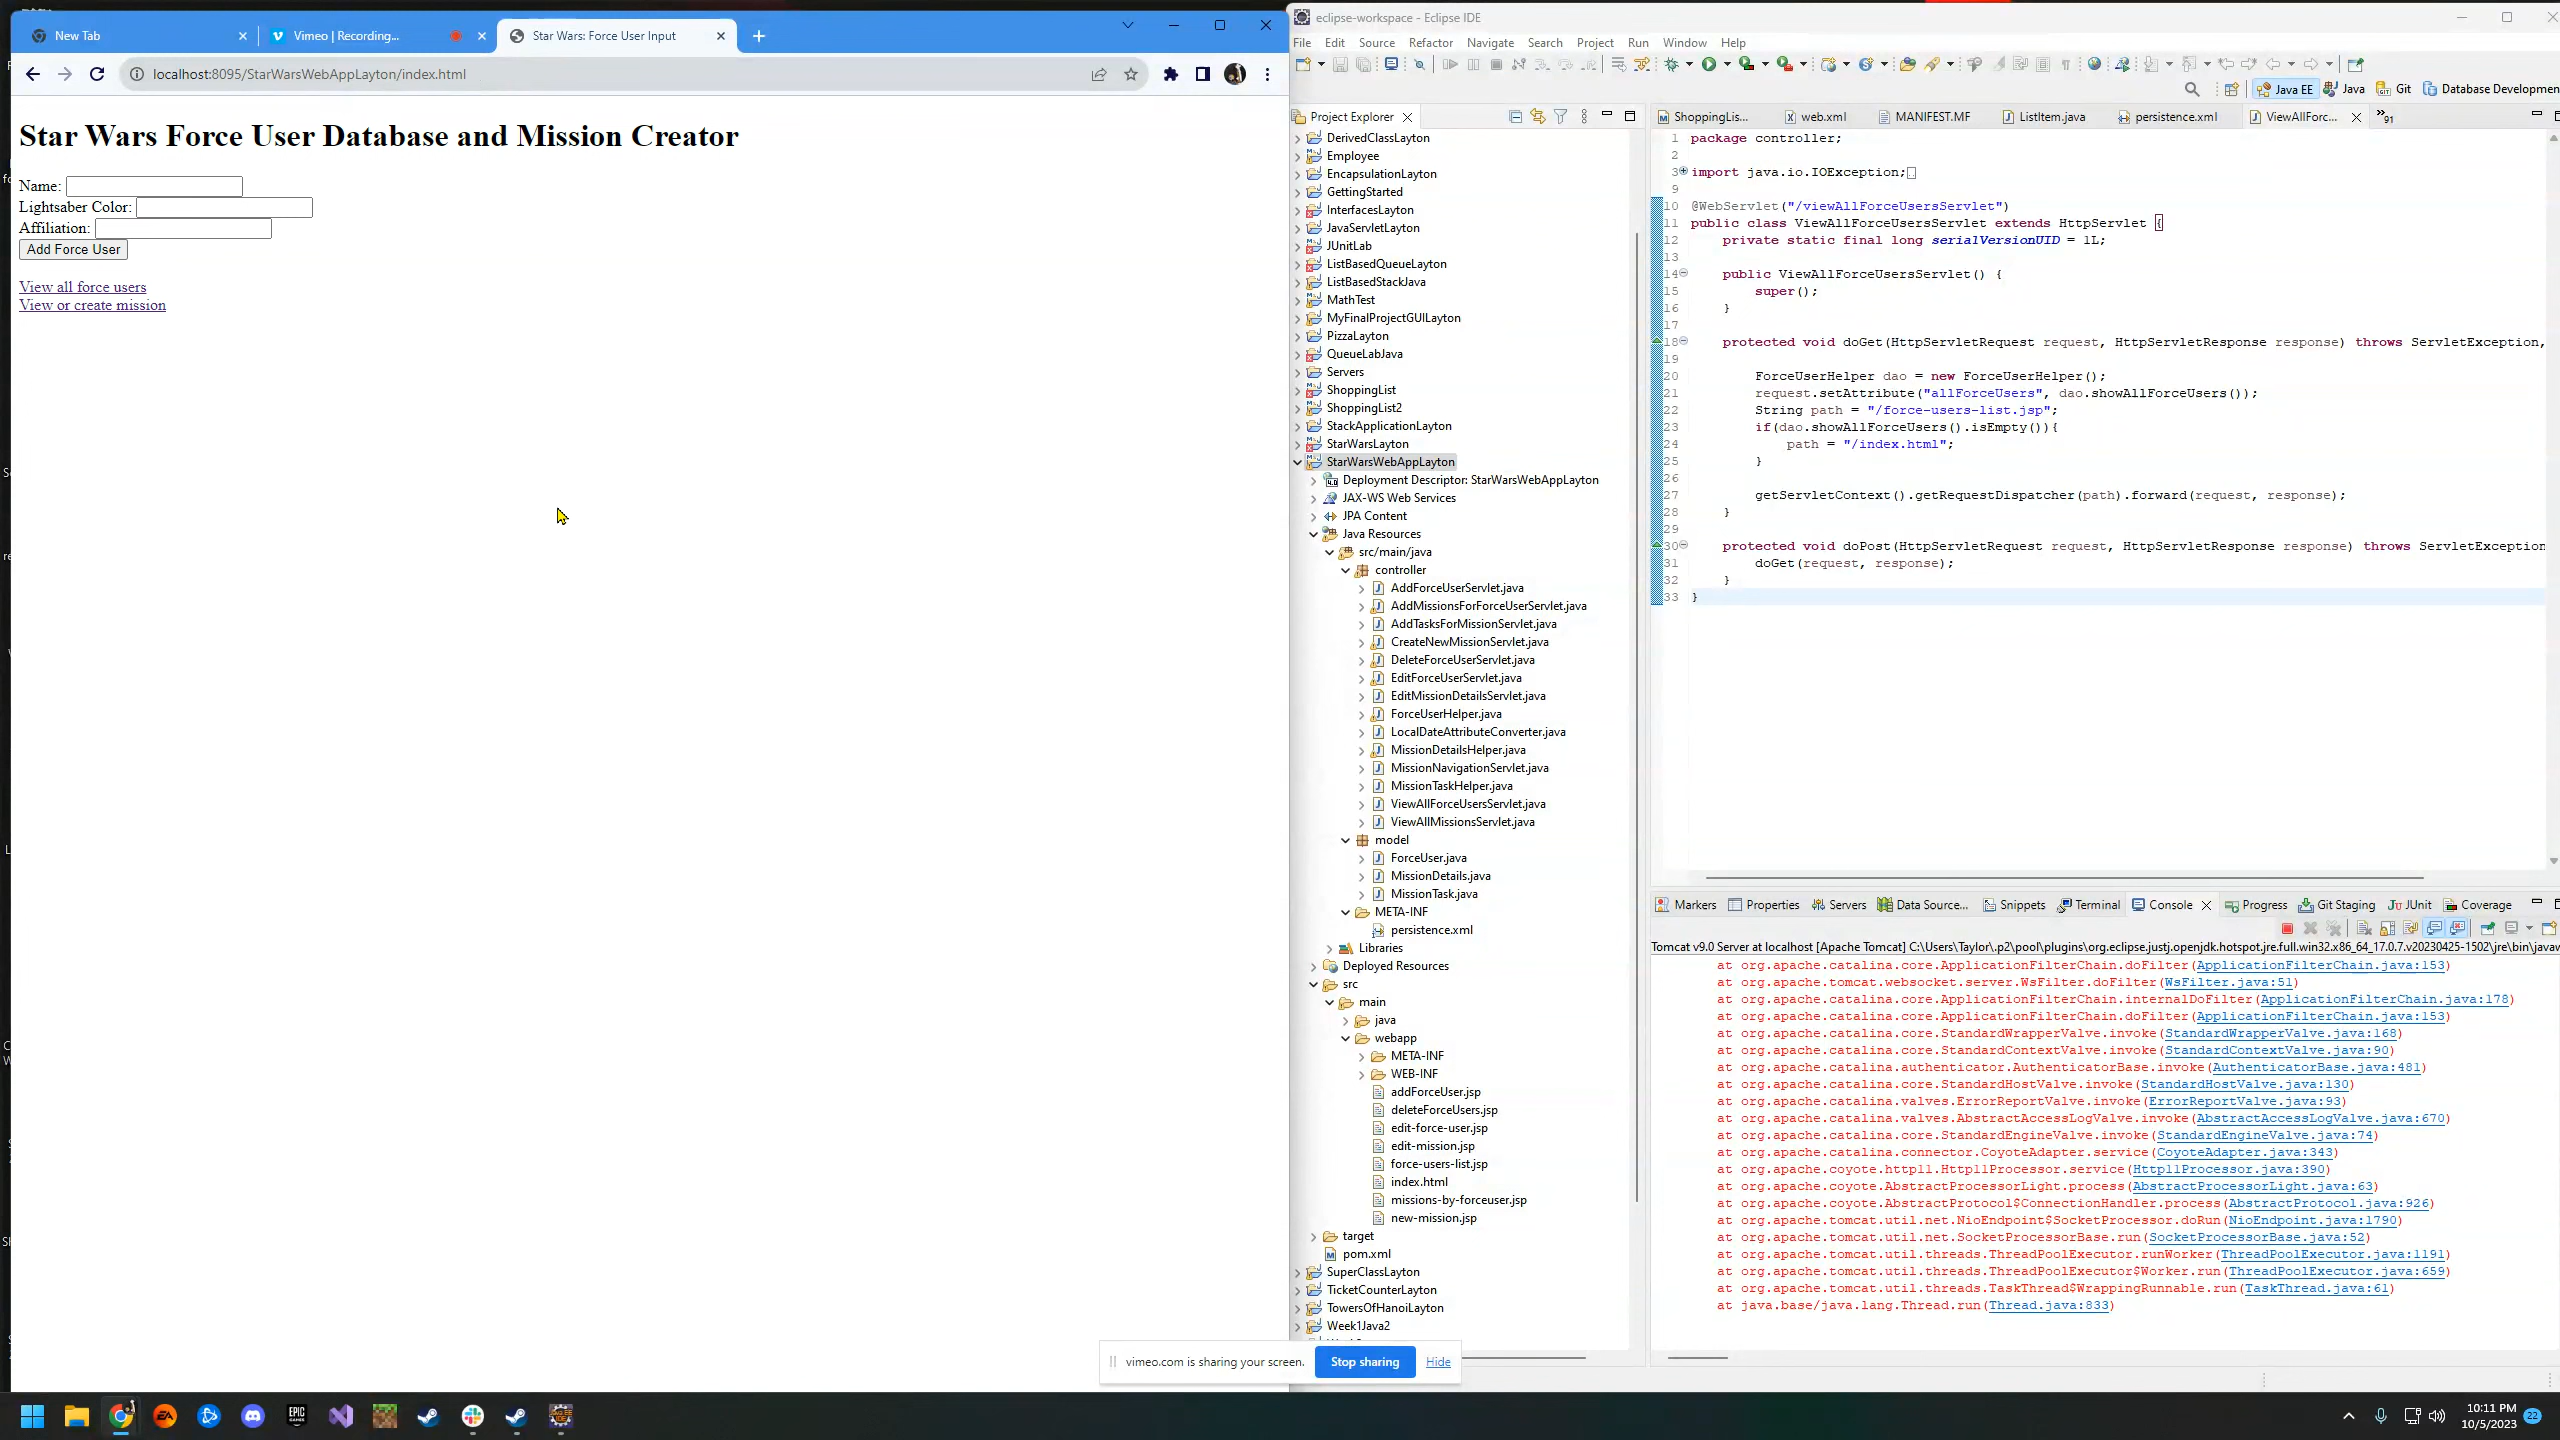 New Tab
Vimeo | Recording...
Star Wars: Force User Input
localhost:8095/StarWarsWebAppLayton/index.html
Star Wars Force User Database and Mission Creator
Name:
Lightsaber Color:
Affiliation:
Add Force User
View all force users
View or create mission
eclipse-workspace - Eclipse IDE
File Edit Source Refactor Navigate Search Project Run Window Help
Java EE Java Git Database Developmen
Project Explorer
DerivedClassLayton
Employee
EncapsulationLayton
GettingStarted
InterfacesLayton
JavaServletLayton
JUnitLab
ListBasedQueueLayton
ListBasedStackJava
MathTest
MyFinalProjectGUILayton
PizzaLayton
QueueLabJava
Servers
ShoppingList
ShoppingList2
StackApplicationLayton
StarWarsLayton
StarWarsWebAppLayton
Deployment Descriptor: StarWarsWebAppLayton
JAX-WS Web Services
JPA Content
Java Resources
src/main/java
controller
AddForceUserServlet.java
AddMissionsForForceUserServlet.java
AddTasksForMissionServlet.java
CreateNewMissionServlet.java
DeleteForceUserServlet.java
EditForceUserServlet.java
EditMissionDetailsServlet.java
ForceUserHelper.java
LocalDateAttributeConverter.java
MissionDetailsHelper.java
MissionNavigationServlet.java
MissionTaskHelper.java
ViewAllForceUsersServlet.java
ViewAllMissionsServlet.java
model
ForceUser.java
MissionDetails.java
MissionTask.java
META-INF
persistence.xml
Libraries
Deployed Resources
src
main
java
webapp
META-INF
WEB-INF
addForceUser.jsp
deleteForceUsers.jsp
edit-force-user.jsp
edit-mission.jsp
force-users-list.jsp
index.html
missions-by-forceuser.jsp
new-mission.jsp
target
pom.xml
SuperClassLayton
TicketCounterLayton
TowersOfHanoiLayton
Week1Java2
ShoppingLis... web.xml MANIFEST.MF ListItem.java persistence.xml ViewAllForc... 91
1 package controller;
2
3 import java.io.IOException;
9
10 @WebServlet("/viewAllForceUsersServlet")
11 public class ViewAllForceUsersServlet extends HttpServlet {
12 private static final long serialVersionUID = 1L;
13
14 public ViewAllForceUsersServlet() {
15 super();
16 }
17
18 protected void doGet(HttpServletRequest request, HttpServletResponse response) throws ServletException,
19
20 ForceUserHelper dao = new ForceUserHelper();
21 request.setAttribute("allForceUsers", dao.showAllForceUsers());
22 String path = "/force-users-list.jsp";
23 if(dao.showAllForceUsers().isEmpty()){
24 path = "/index.html";
25 }
26
27 getServletContext().getRequestDispatcher(path).forward(request, response);
28 }
29
30 protected void doPost(HttpServletRequest request, HttpServletResponse response) throws ServletException
31 doGet(request, response);
32 }
33 }
Markers Properties Servers Data Source... Snippets Terminal Console Progress Git Staging JUnit Coverage
Tomcat v9.0 Server at localhost [Apache Tomcat] C:\Users\Taylor\.p2\pool\plugins\org.eclipse.justj.openjdk.hotspot.jre.full.win32.x86_64_17.0.7.v20230425-1502\jre\bin\javaw
at org.apache.catalina.core.ApplicationFilterChain.doFilter(ApplicationFilterChain.java:153)
at org.apache.tomcat.websocket.server.WsFilter.doFilter(WsFilter.java:51)
at org.apache.catalina.core.ApplicationFilterChain.internalDoFilter(ApplicationFilterChain.java:178)
at org.apache.catalina.core.ApplicationFilterChain.doFilter(ApplicationFilterChain.java:153)
at org.apache.catalina.core.StandardWrapperValve.invoke(StandardWrapperValve.java:168)
at org.apache.catalina.core.StandardContextValve.invoke(StandardContextValve.java:90)
at org.apache.catalina.authenticator.AuthenticatorBase.invoke(AuthenticatorBase.java:481)
at org.apache.catalina.core.StandardHostValve.invoke(StandardHostValve.java:130)
at org.apache.catalina.valves.ErrorReportValve.invoke(ErrorReportValve.java:93)
at org.apache.catalina.valves.AbstractAccessLogValve.invoke(AbstractAccessLogValve.java:670)
at org.apache.catalina.core.StandardEngineValve.invoke(StandardEngineValve.java:74)
at org.apache.catalina.connector.CoyoteAdapter.service(CoyoteAdapter.java:343)
at org.apache.coyote.http11.Http11Processor.service(Http11Processor.java:390)
at org.apache.coyote.AbstractProcessorLight.process(AbstractProcessorLight.java:63)
at org.apache.coyote.AbstractProtocol$ConnectionHandler.process(AbstractProtocol.java:926)
at org.apache.tomcat.util.net.NioEndpoint$SocketProcessor.doRun(NioEndpoint.java:1790)
at org.apache.tomcat.util.net.SocketProcessorBase.run(SocketProcessorBase.java:52)
at org.apache.tomcat.util.threads.ThreadPoolExecutor.runWorker(ThreadPoolExecutor.java:1191)
at org.apache.tomcat.util.threads.ThreadPoolExecutor$Worker.run(ThreadPoolExecutor.java:659)
at org.apache.tomcat.util.threads.TaskThread$WrappingRunnable.run(TaskThread.java:61)
at java.base/java.lang.Thread.run(Thread.java:833)
vimeo.com is sharing your screen. Stop sharing Hide
10:11 PM
10/5/2023
22